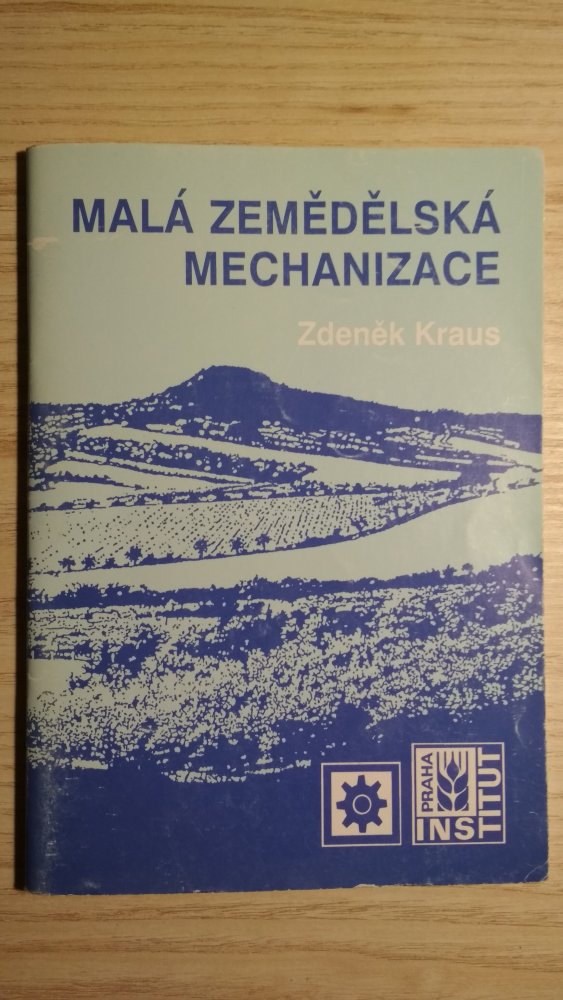 MALÁ ZEMĚDĚLSKÁ
MECHANIZACE
Zdeněk Kraus
PRAHA
INSTITUT